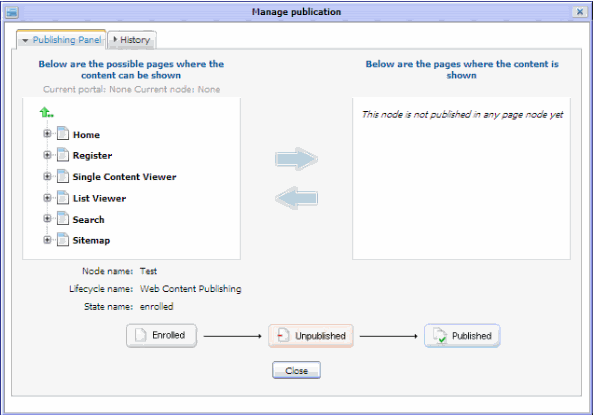 Manage publication
Publishing Panel
History
Below are the possible pages where the
content can be shown
Current portal: None Current node: None
Home
Register
Single Content Viewer
List Viewer
Search
Sitemap
Below are the pages where the content is
shown
This node is not published in any page node yet
Node name: Test
Lifecycle name: Web Content Publishing
State name: enrolled
Enrolled
Unpublished
Published
Close